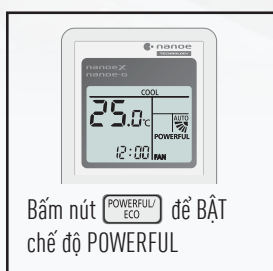 nanoe
TECHNOLOGY
nanoeX
nanoe-G
COOL
25.0°c
AUTO
POWERFUL
12:00 FAN
Bấm nút POWERFUL/ECO để BẬT
chế độ POWERFUL